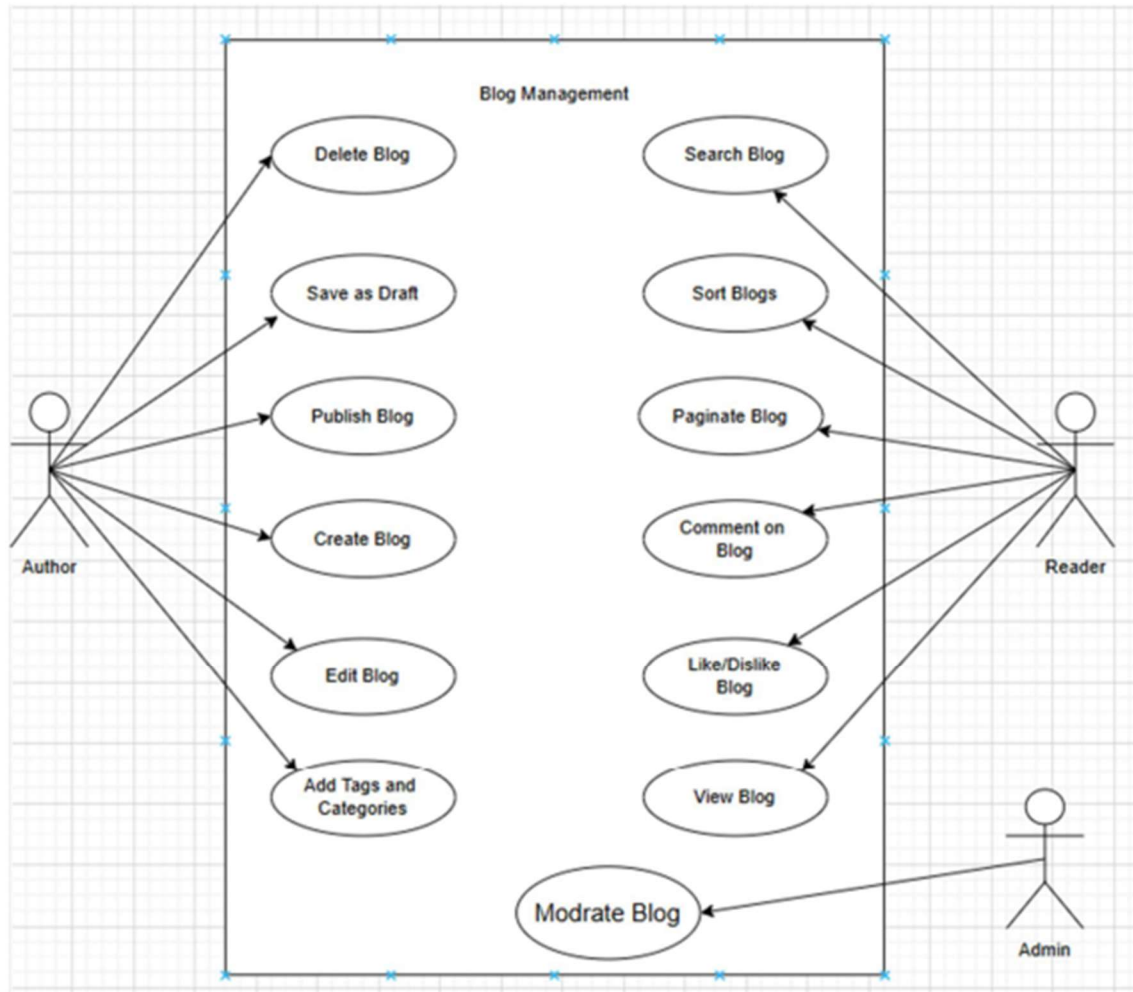 Blog Management
Delete Blog
Search Blog
Save as Draft
Sort Blogs
Publish Blog
Paginate Blog
Create Blog
Comment on
Blog
Author
Reader
Edit Blog
Like/Dislike
Blog
Add Tags and
Categories
View Blog
Modrate Blog
Admin